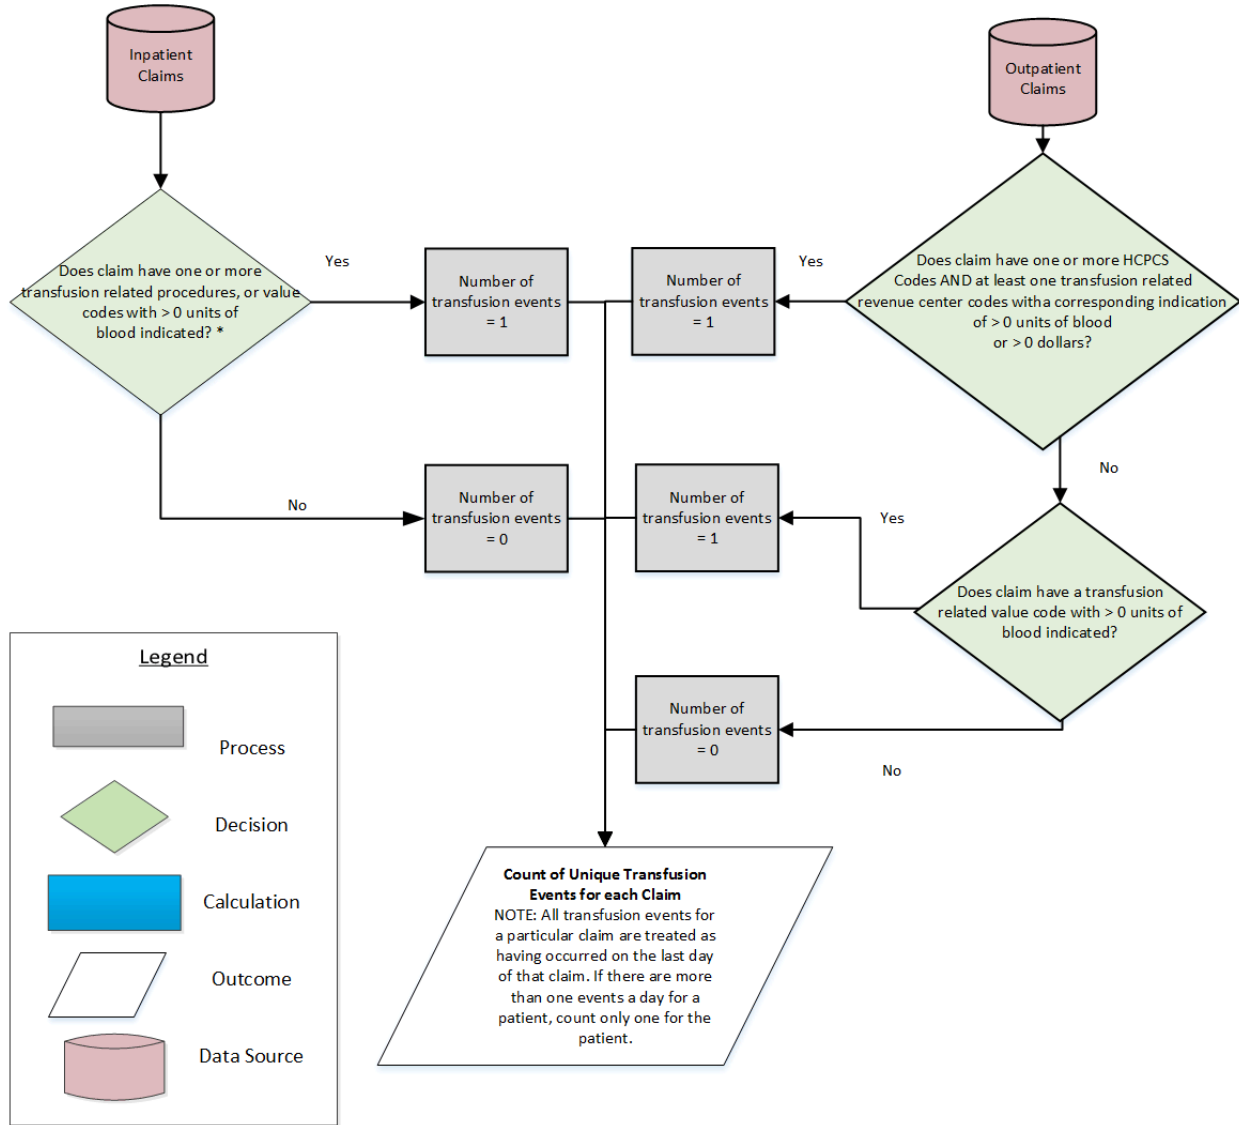 Inpatient
Claims
Outpatient
Claims
Does claim have one or more
transfusion related procedures, or value
codes with > 0 units of
blood indicated? *
Yes
Number of
transfusion events
= 1
Number of
transfusion events
= 1
Yes
Does claim have one or more HCPCS
Codes AND at least one transfusion related
revenue center codes witha corresponding indication
of > 0 units of blood
or > 0 dollars?
No
No
Number of
transfusion events
= 0
Number of
transfusion events
= 1
Yes
Does claim have a transfusion
related value code with > 0 units of
blood indicated?
Number of
transfusion events
= 0
No
Legend
Process
Decision
Calculation
Outcome
Data Source
Count of Unique Transfusion
Events for each Claim
NOTE: All transfusion events for
a particular claim are treated as
having occurred on the last day
of that claim. If there are more
than one events a day for a
patient, count only one for the
patient.